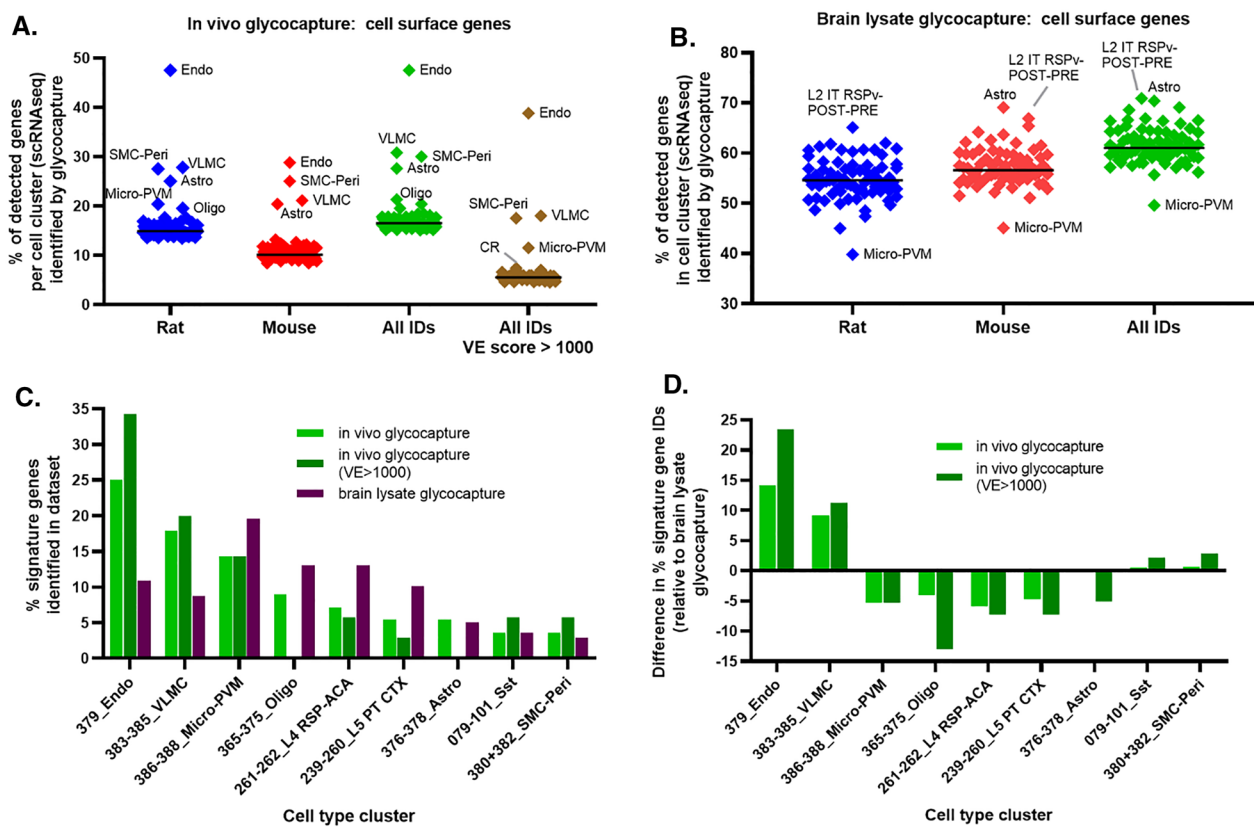 A.
In vivo glycocapture:  cell surface genes
% of detected genes
per cell cluster (scRNAseq)
identified by glycocapture
50
40
30
20
10
0
Endo
SMC-Peri
VLMC
Astro
Micro-PVM
Oligo
Endo
SMC-Peri
VLMC
Astro
Endo
VLMC
SMC-Peri
Astro
Oligo
Endo
SMC-Peri
VLMC
CR
Micro-PVM
Rat
Mouse
All IDs
All IDs
VE score > 1000
B.
Brain lysate glycocapture:  cell surface genes
% of detected genes
in cell cluster (scRNAseq)
identified by glycocapture
80
70
60
50
40
30
L2 IT RSPv-
POST-PRE
Micro-PVM
L2 IT RSPv-
POST-PRE
Astro
Micro-PVM
L2 IT RSPv-
POST-PRE
Astro
Micro-PVM
Rat
Mouse
All IDs
C.
% signature genes
identified in dataset
35
30
25
20
15
10
5
0
in vivo glycocapture
in vivo glycocapture
(VE>1000)
brain lysate glycocapture
379_Endo
383-385_VLMC
386-388_Micro-PVM
365-375_Oligo
261-262_L4 RSP-ACA
239-260_L5 PT CTX
376-378_Astro
079-101_Sst
380+382_SMC-Peri
Cell type cluster
D.
Difference in % signature gene IDs
(relative to brain lysate
glycocapture)
25
20
15
10
5
0
-5
-10
-15
in vivo glycocapture
in vivo glycocapture
(VE>1000)
379_Endo
383-385_VLMC
386-388_Micro-PVM
365-375_Oligo
261-262_L4 RSP-ACA
239-260_L5 PT CTX
376-378_Astro
079-101_Sst
380+382_SMC-Peri
Cell type cluster